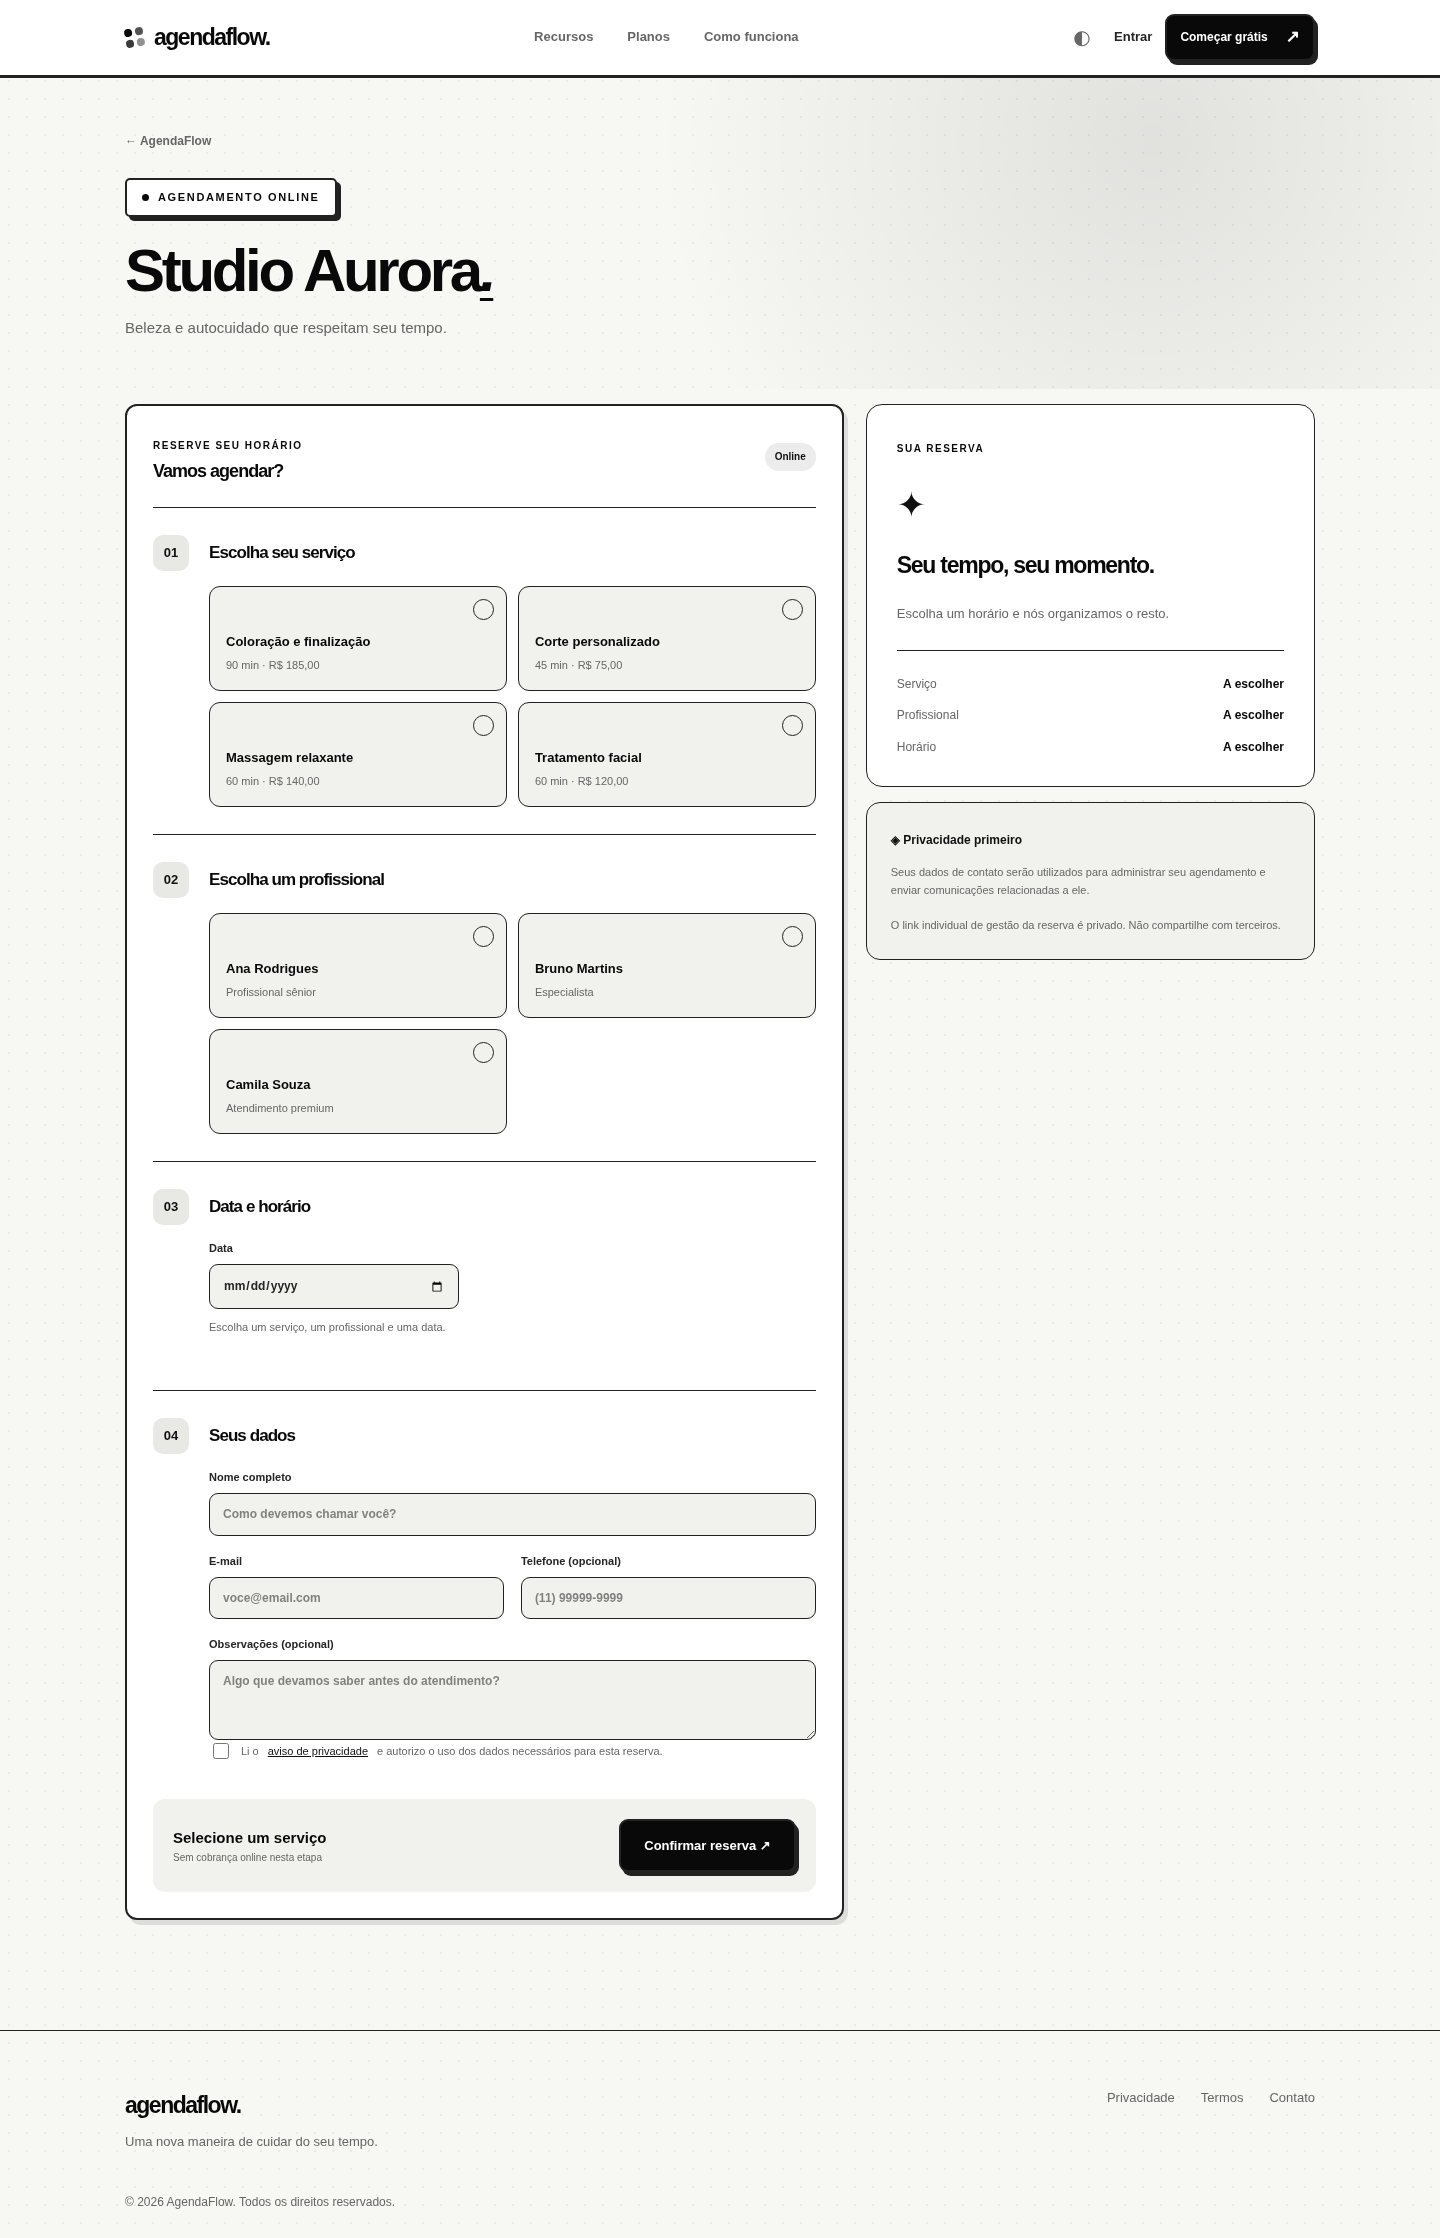 agendaflow.
Recursos
Planos
Como funciona
Entrar
Começar grátis ↗
← AgendaFlow
AGENDAMENTO ONLINE
Studio Aurora.
Beleza e autocuidado que respeitam seu tempo.
RESERVE SEU HORÁRIO
Vamos agendar?
Online
01
Escolha seu serviço
Coloração e finalização
90 min · R$ 185,00
Corte personalizado
45 min · R$ 75,00
Massagem relaxante
60 min · R$ 140,00
Tratamento facial
60 min · R$ 120,00
02
Escolha um profissional
Ana Rodrigues
Profissional sênior
Bruno Martins
Especialista
Camila Souza
Atendimento premium
03
Data e horário
Data
mm/dd/yyyy
Escolha um serviço, um profissional e uma data.
04
Seus dados
Nome completo
Como devemos chamar você?
E-mail
voce@email.com
Telefone (opcional)
(11) 99999-9999
Observações (opcional)
Algo que devamos saber antes do atendimento?
Li o aviso de privacidade e autorizo o uso dos dados necessários para esta reserva.
Selecione um serviço
Sem cobrança online nesta etapa
Confirmar reserva ↗
SUA RESERVA
✦
Seu tempo, seu momento.
Escolha um horário e nós organizamos o resto.
Serviço A escolher
Profissional A escolher
Horário A escolher
◈ Privacidade primeiro
Seus dados de contato serão utilizados para administrar seu agendamento e
enviar comunicações relacionadas a ele.
O link individual de gestão da reserva é privado. Não compartilhe com terceiros.
agendaflow.
Uma nova maneira de cuidar do seu tempo.
Privacidade
Termos
Contato
© 2026 AgendaFlow. Todos os direitos reservados.